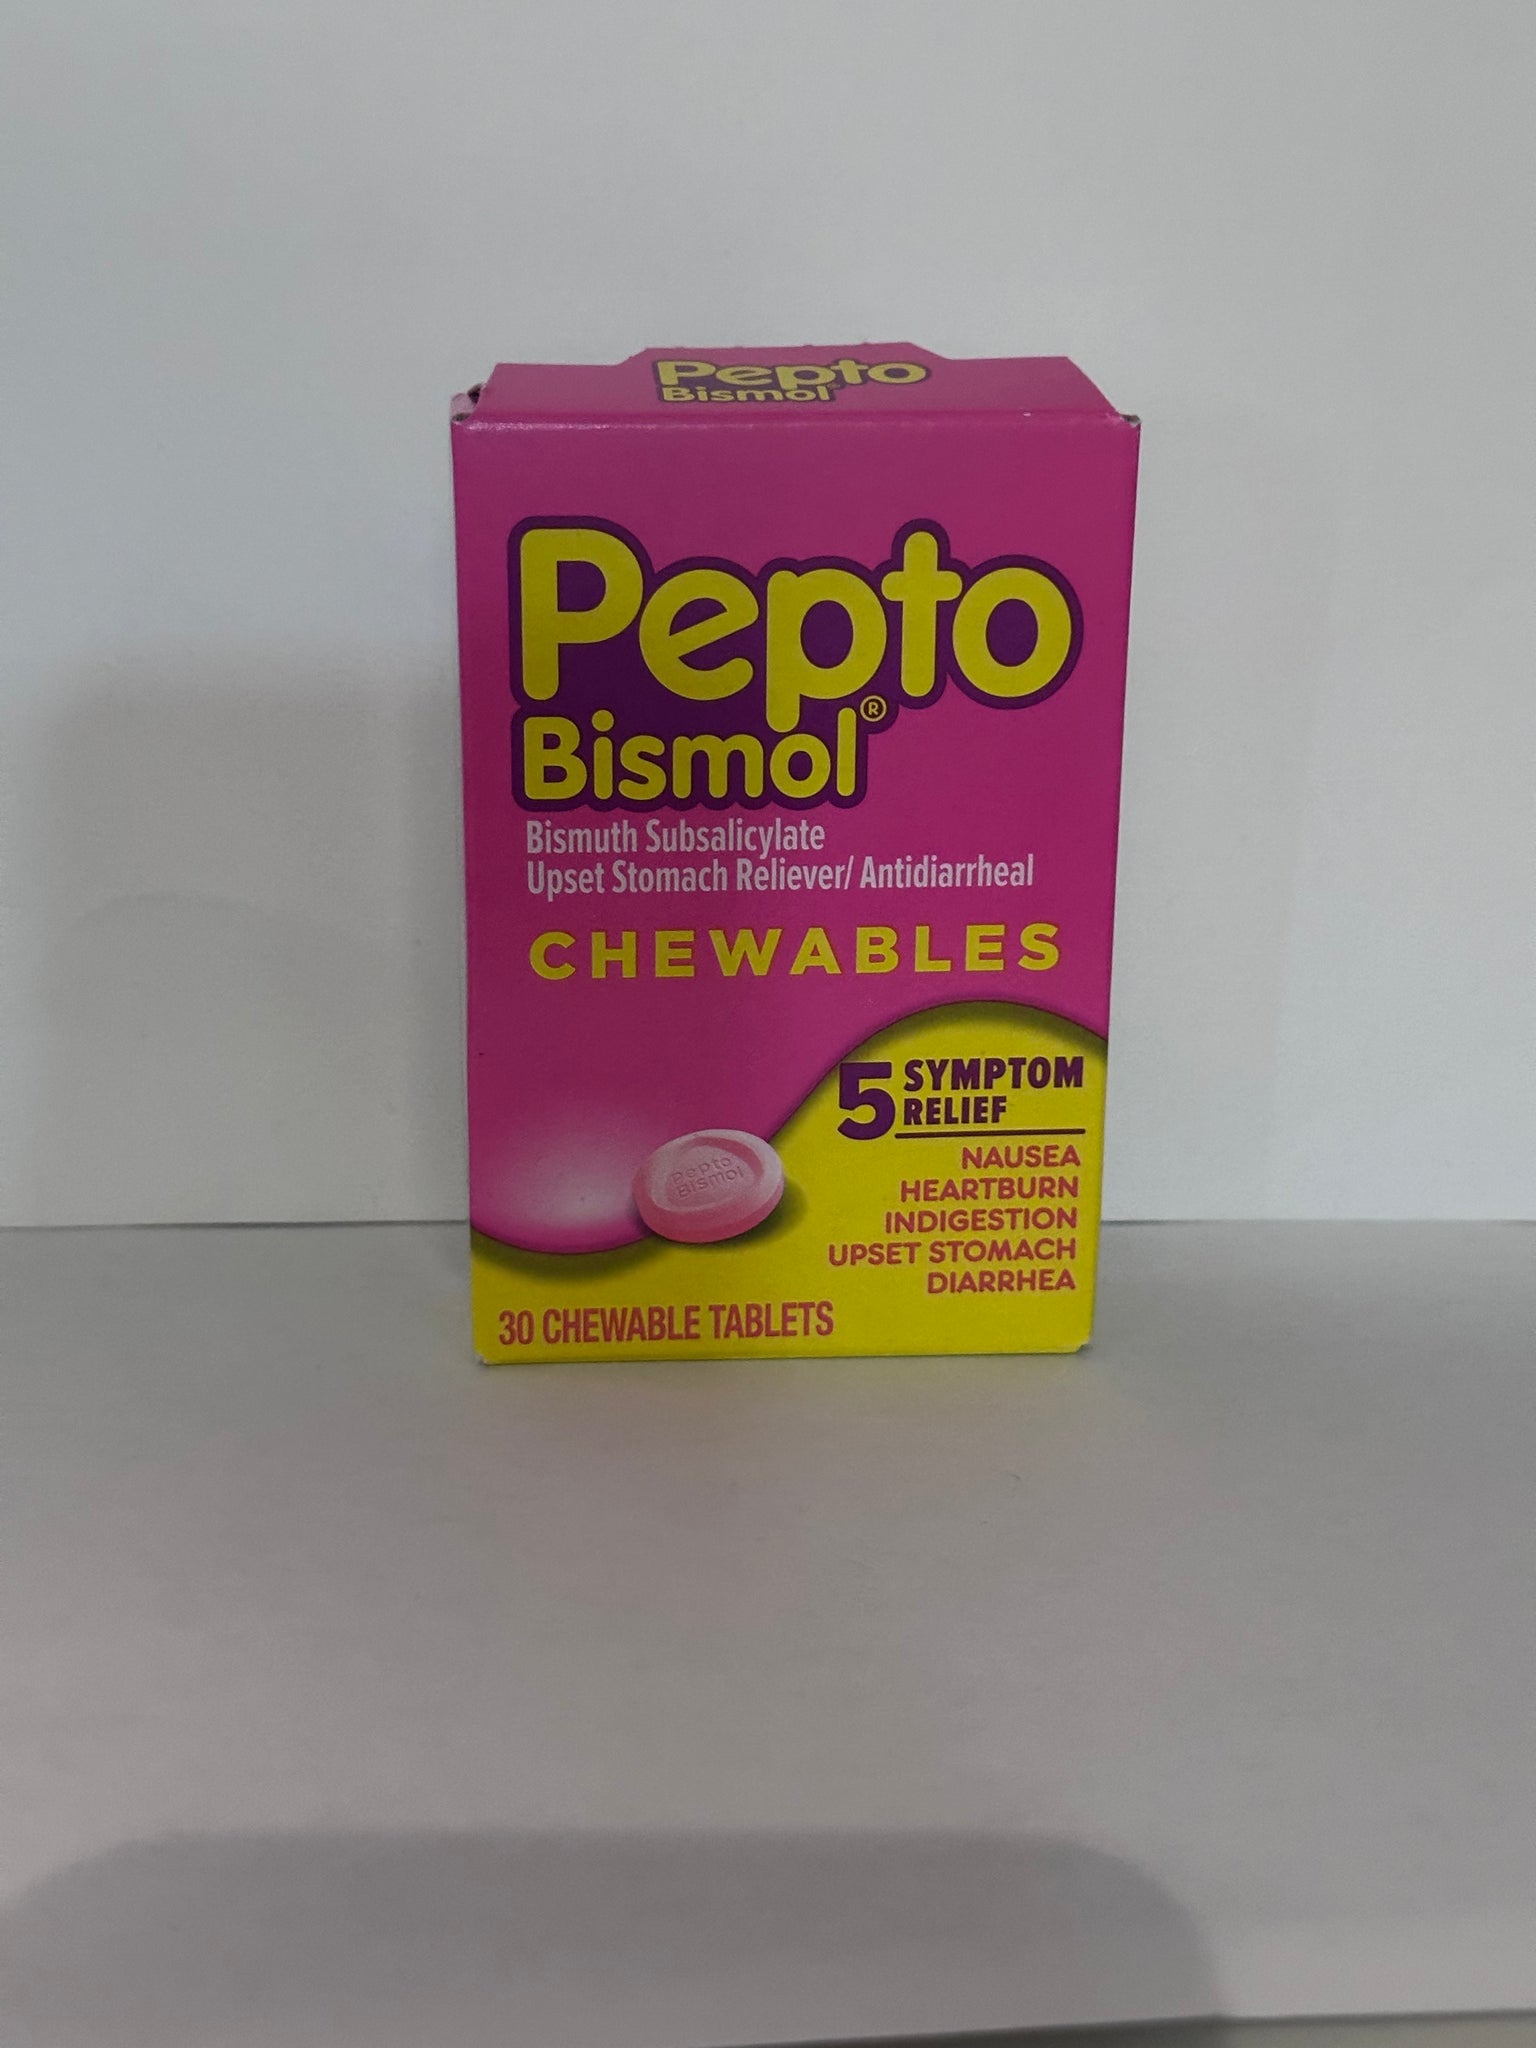 Pepto
Bismol®
Pepto
Bismol®
Bismuth Subsalicylate
Upset Stomach Reliever/ Antidiarrheal
CHEWABLES
5 SYMPTOM
RELIEF
NAUSEA
HEARTBURN
INDIGESTION
UPSET STOMACH
DIARRHEA
Pepto
Bismol
30 CHEWABLE TABLETS